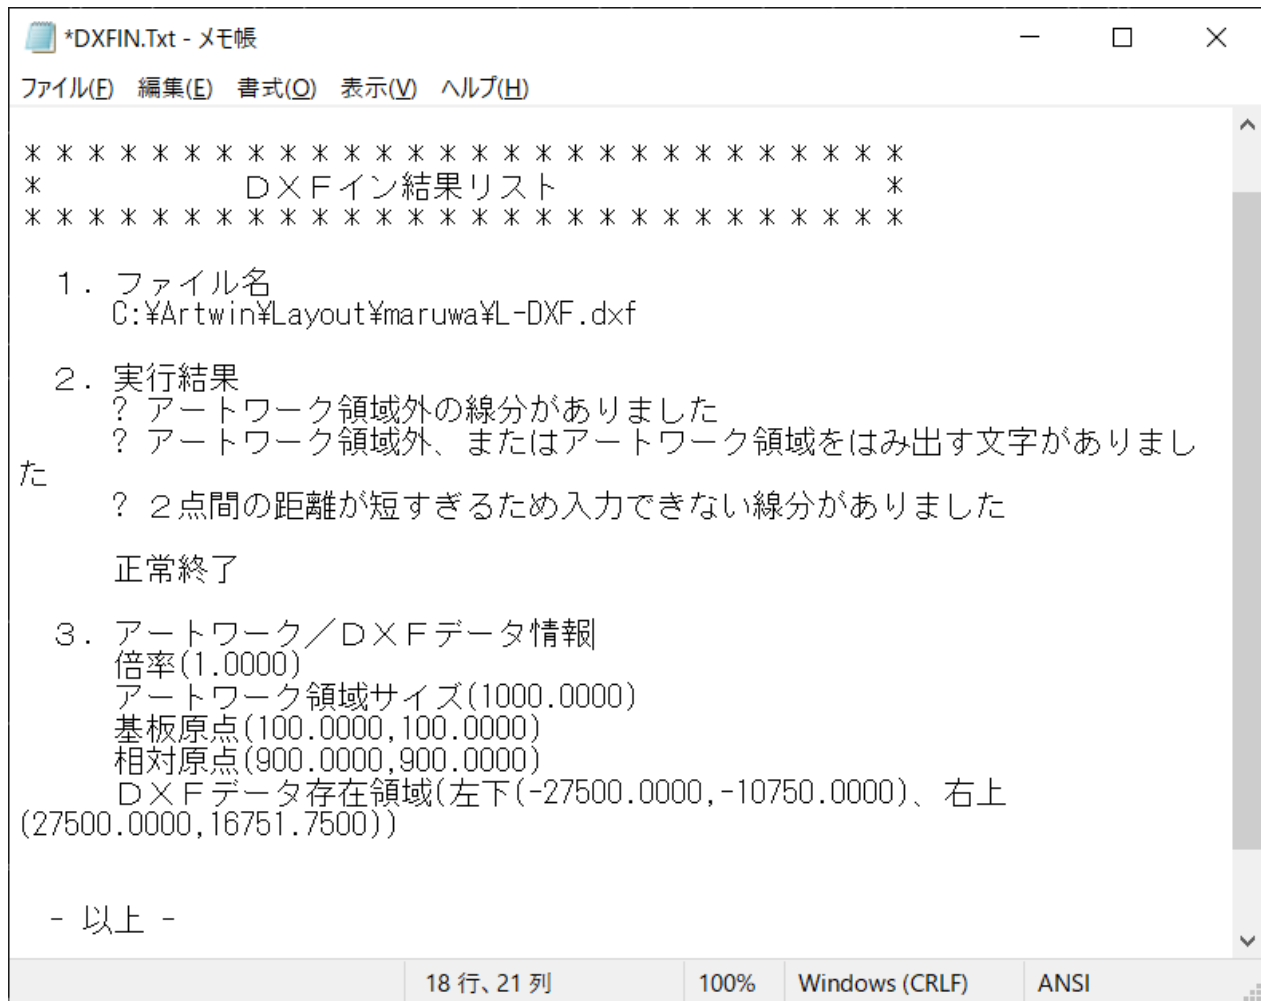 *DXFIN.Txt - メモ帳
ファイル(F) 編集(E) 書式(O) 表示(V) ヘルプ(H)
＊＊＊＊＊＊＊＊＊＊＊＊＊＊＊＊＊＊＊＊＊＊＊＊＊＊＊＊
＊　　　　　　ＤＸＦイン結果リスト　　　　　　　　　　＊
＊＊＊＊＊＊＊＊＊＊＊＊＊＊＊＊＊＊＊＊＊＊＊＊＊＊＊＊
１．ファイル名
C:¥Artwin¥Layout¥maruwa¥L-DXF.dxf
２．実行結果
? アートワーク領域外の線分がありました
? アートワーク領域外、またはアートワーク領域をはみ出す文字がありまし
た
? ２点間の距離が短すぎるため入力できない線分がありました
正常終了
３．アートワーク／ＤＸＦデータ情報
倍率(1.0000)
アートワーク領域サイズ(1000.0000)
基板原点(100.0000,100.0000)
相対原点(900.0000,900.0000)
ＤＸＦデータ存在領域(左下(-27500.0000,-10750.0000)、右上
(27500.0000,16751.7500))
- 以上 -
18 行、21 列 100% Windows (CRLF) ANSI